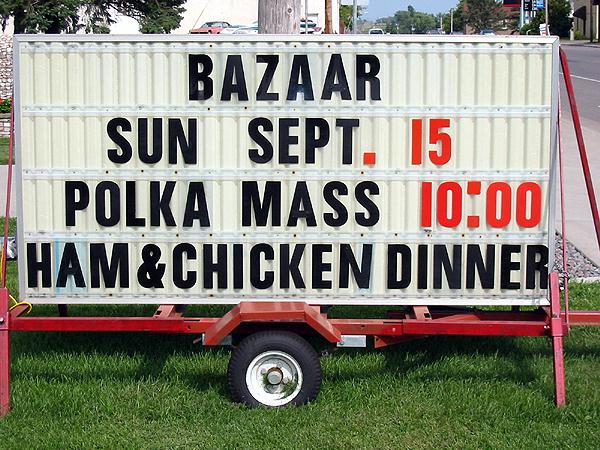 BAZAAR
SUN SEPT. 15
POLKA MASS 10:00
HAM & CHICKEN DINNER